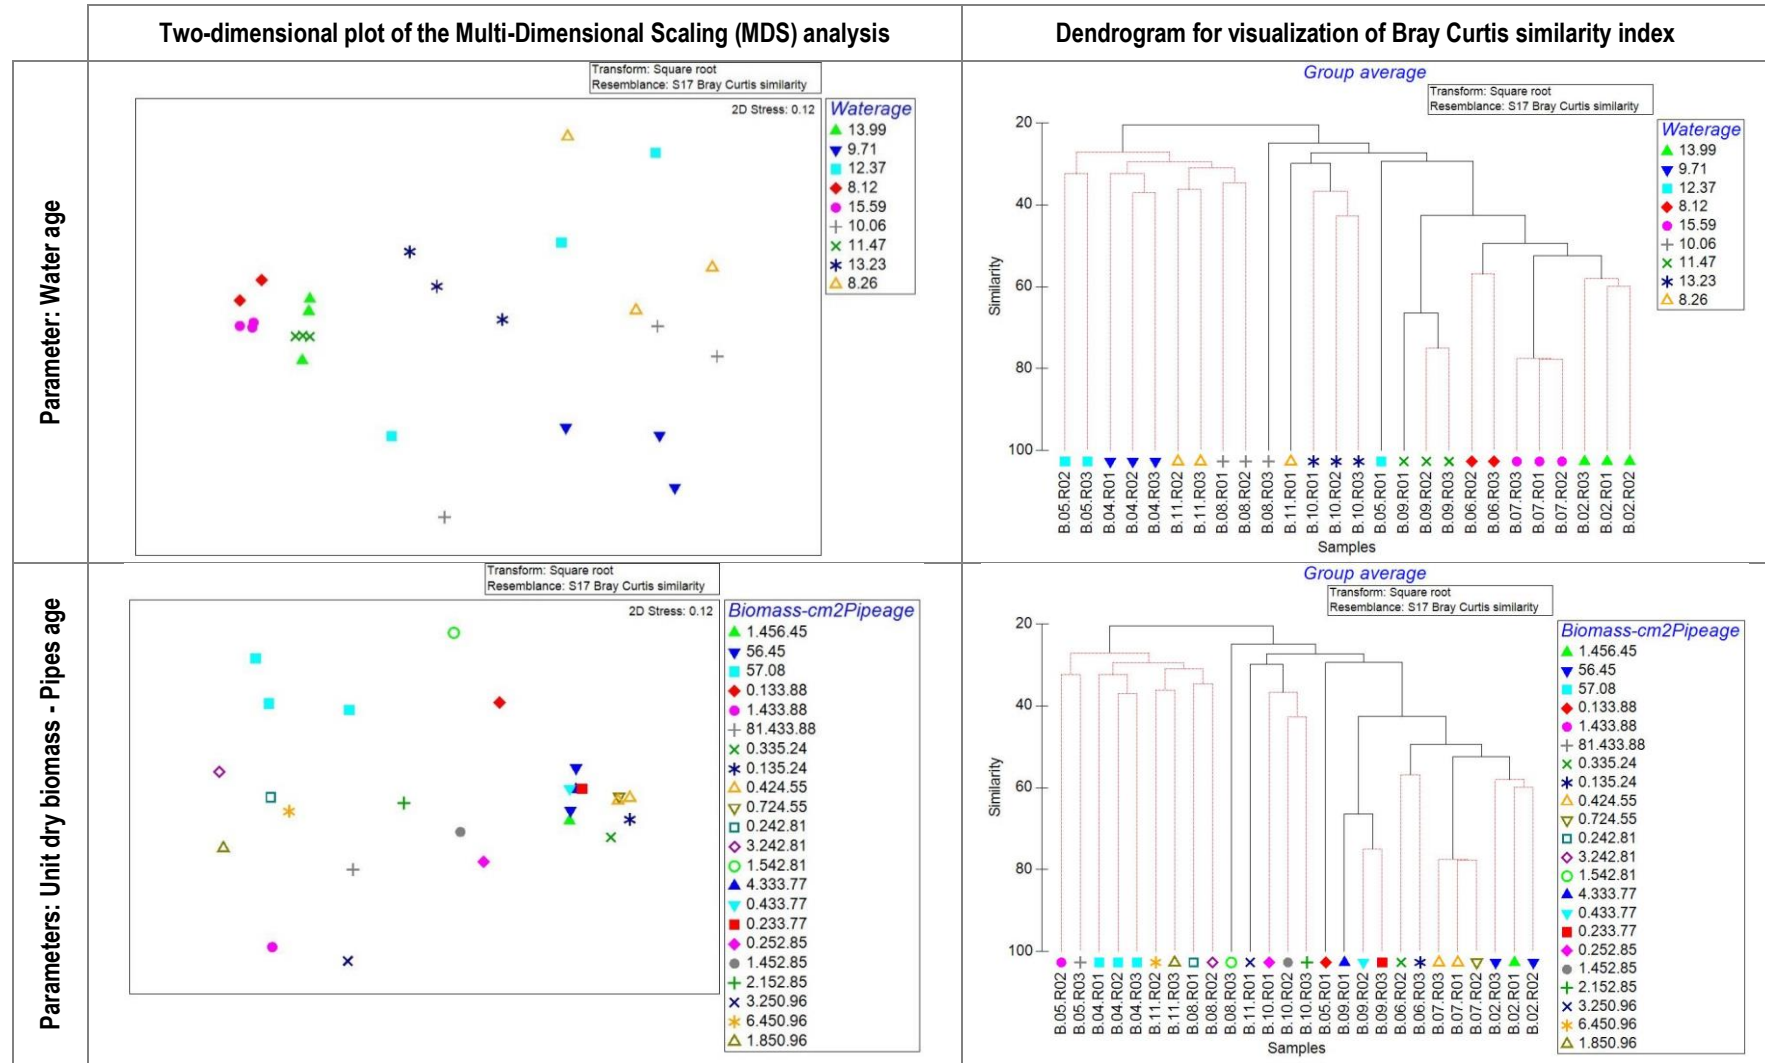 Two-dimensional plot of the Multi-Dimensional Scaling (MDS) analysis
Dendrogram for visualization of Bray Curtis similarity index
Parameter: Water age
Transform: Square root
Resemblance: S17 Bray Curtis similarity
2D Stress: 0.12
Waterage
13.99
9.71
12.37
8.12
15.59
10.06
11.47
13.23
8.26
Group average
Transform: Square root
Resemblance: S17 Bray Curtis similarity
Waterage
13.99
9.71
12.37
8.12
15.59
10.06
11.47
13.23
8.26
Similarity
20
40
60
80
100
B.05.R02
B.05.R03
B.04.R01
B.04.R02
B.04.R03
B.11.R02
B.11.R03
B.08.R01
B.08.R02
B.08.R03
B.11.R01
B.10.R01
B.10.R02
B.10.R03
B.05.R01
B.09.R01
B.09.R02
B.09.R03
B.06.R02
B.06.R03
B.07.R03
B.07.R01
B.07.R02
B.02.R03
B.02.R01
B.02.R02
Samples
Parameters: Unit dry biomass - Pipes age
Transform: Square root
Resemblance: S17 Bray Curtis similarity
2D Stress: 0.12
Biomass-cm2Pipeage
1.456.45
56.45
57.08
0.133.88
1.433.88
81.433.88
0.335.24
0.135.24
0.424.55
0.724.55
0.242.81
3.242.81
1.542.81
4.333.77
0.433.77
0.233.77
0.252.85
1.452.85
2.152.85
3.250.96
6.450.96
1.850.96
Group average
Transform: Square root
Resemblance: S17 Bray Curtis similarity
Biomass-cm2Pipeage
1.456.45
56.45
57.08
0.133.88
1.433.88
81.433.88
0.335.24
0.135.24
0.424.55
0.724.55
0.242.81
3.242.81
1.542.81
4.333.77
0.433.77
0.233.77
0.252.85
1.452.85
2.152.85
3.250.96
6.450.96
1.850.96
Similarity
20
40
60
80
100
B.05.R02
B.05.R03
B.04.R01
B.04.R02
B.04.R03
B.11.R02
B.11.R03
B.08.R01
B.08.R02
B.08.R03
B.11.R01
B.10.R01
B.10.R02
B.10.R03
B.05.R01
B.09.R01
B.09.R02
B.09.R03
B.06.R02
B.06.R03
B.07.R03
B.07.R01
B.07.R02
B.02.R03
B.02.R01
B.02.R02
Samples